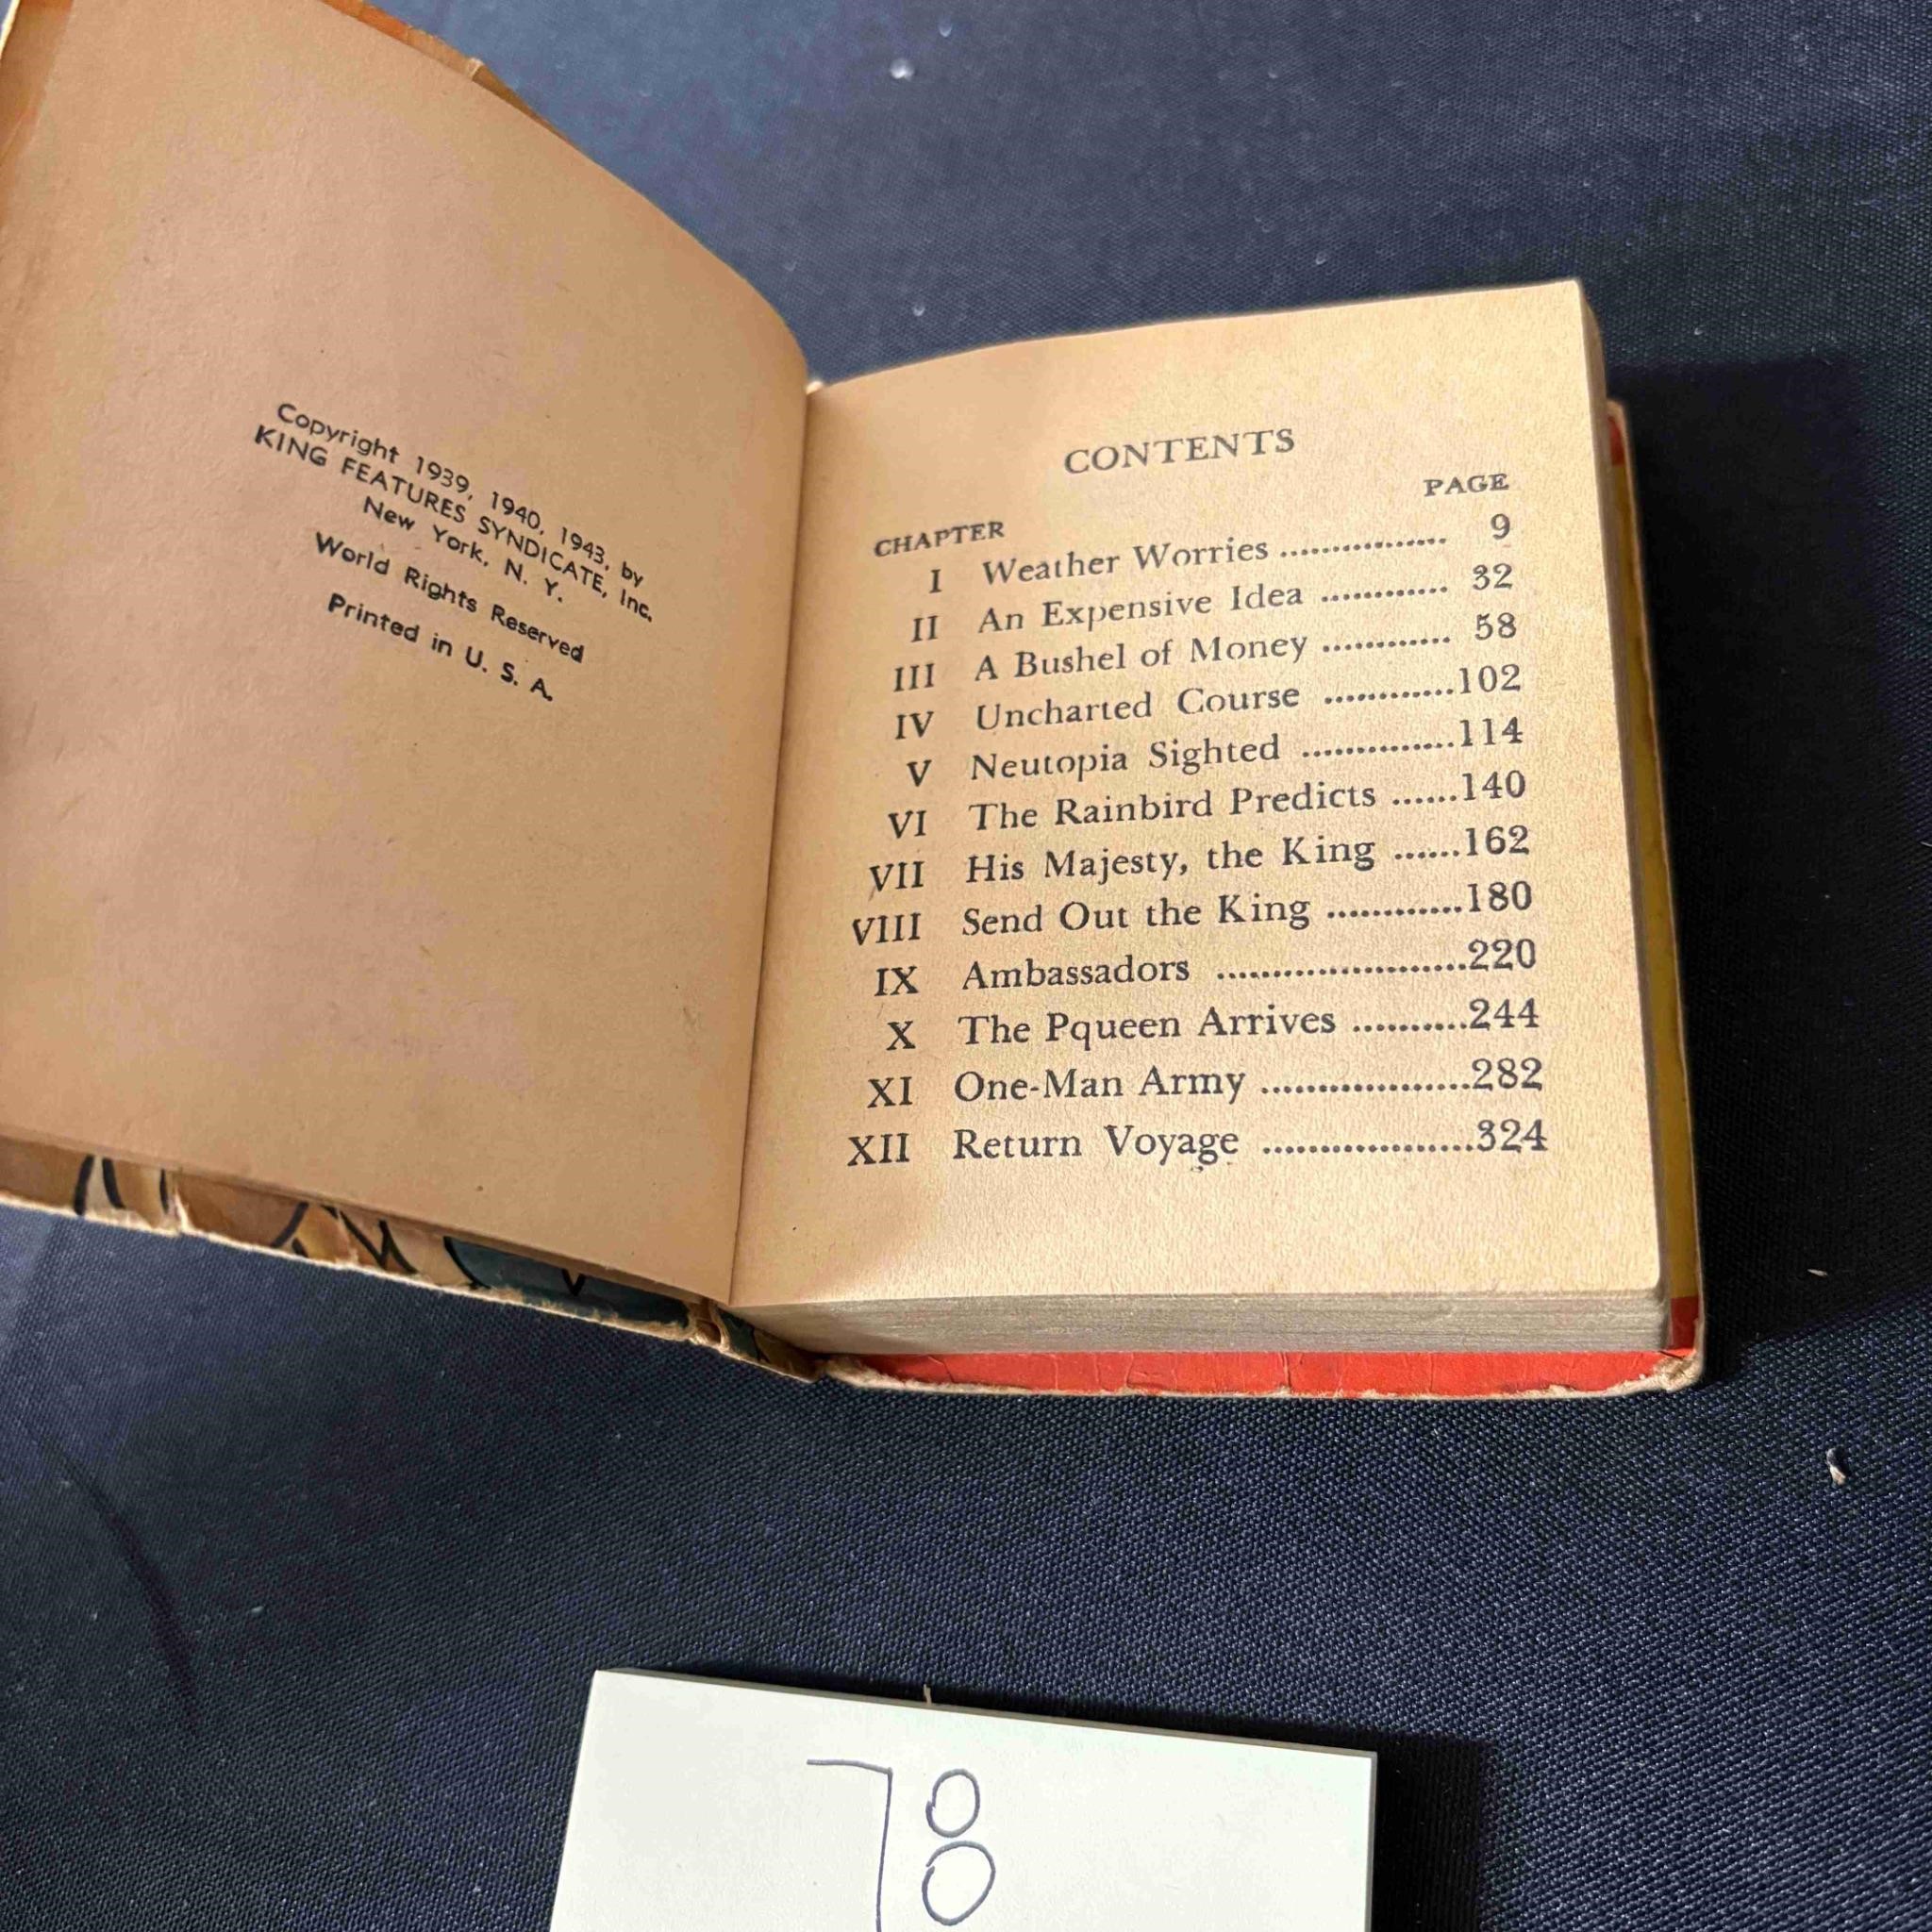 Copyright 1939, 1940, 1943, by
KING FEATURES SYNDICATE, Inc.
New York, N. Y.
World Rights Reserved
Printed in U. S. A.
CONTENTS
CHAPTER PAGE
I Weather Worries ................ 9
II An Expensive Idea ............ 32
III A Bushel of Money ............ 58
IV Uncharted Course ............102
V Neutopia Sighted ..............114
VI The Rainbird Predicts ......140
VII His Majesty, the King ......162
VIII Send Out the King ............180
IX Ambassadors ......................220
X The Pqueen Arrives ..........244
XI One-Man Army ..................282
XII Return Voyage ..................324
78